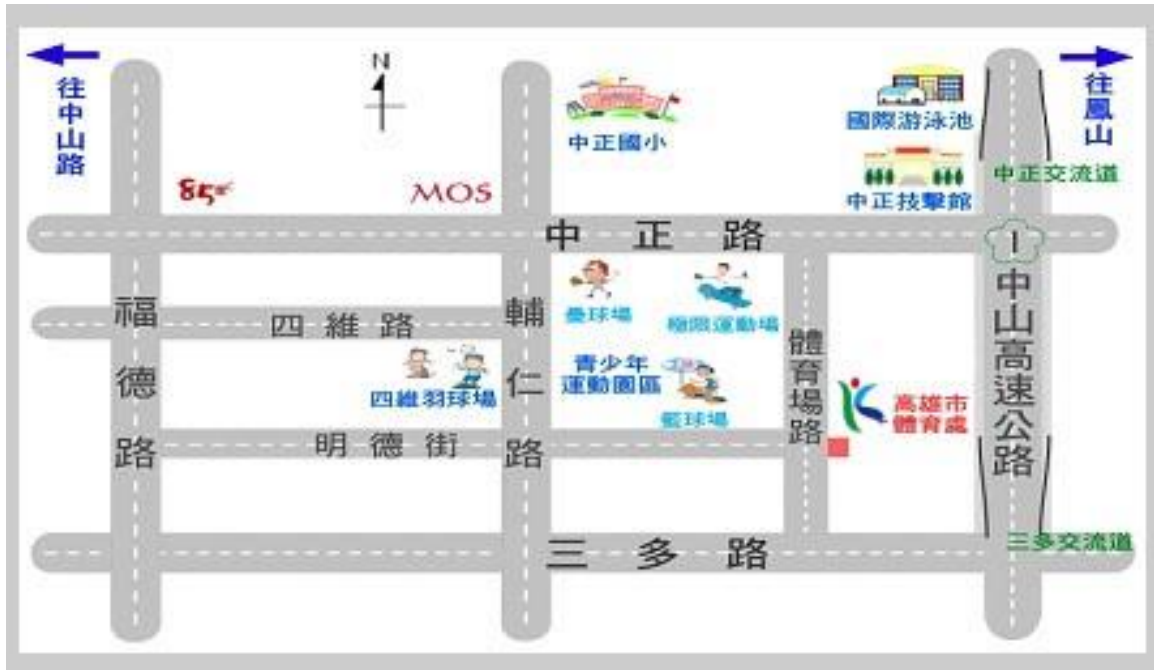 N
往中山路
往鳳山
中正國小
國際游泳池
中正交流道
85℃
MOS
中正技擊館
中正路
1
中山高速公路
福德路
四維路
輔仁路
壘球場
極限運動場
體育場路
四維羽球場
青少年
運動園區
籃球場
高雄市
體育處
明德街
三多路
三多交流道